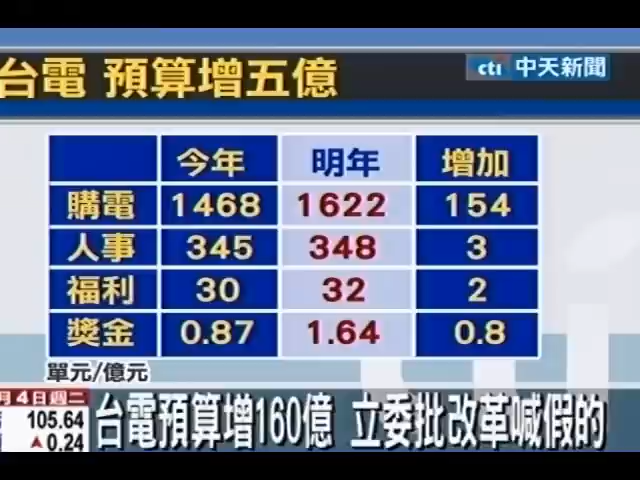 台電 預算增五億
cti 中天新聞
今年 明年 增加
購電 1468 1622 154
人事 345 348 3
福利 30 32 2
獎金 0.87 1.64 0.8
單元/億元
月4日週二
105.64
▲0.24
台電預算增160億 立委批改革喊假的